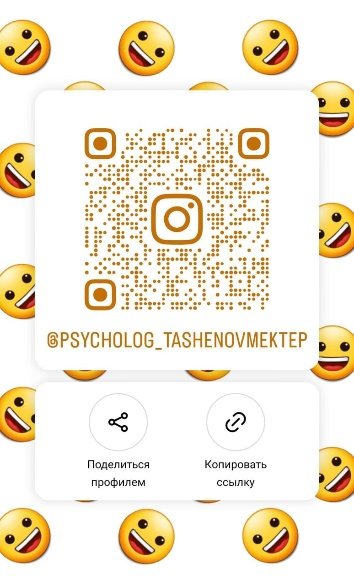 @PSYCHOLOG_TASHENOVMEKTEP
Поделиться
профилем
Копировать
ссылку